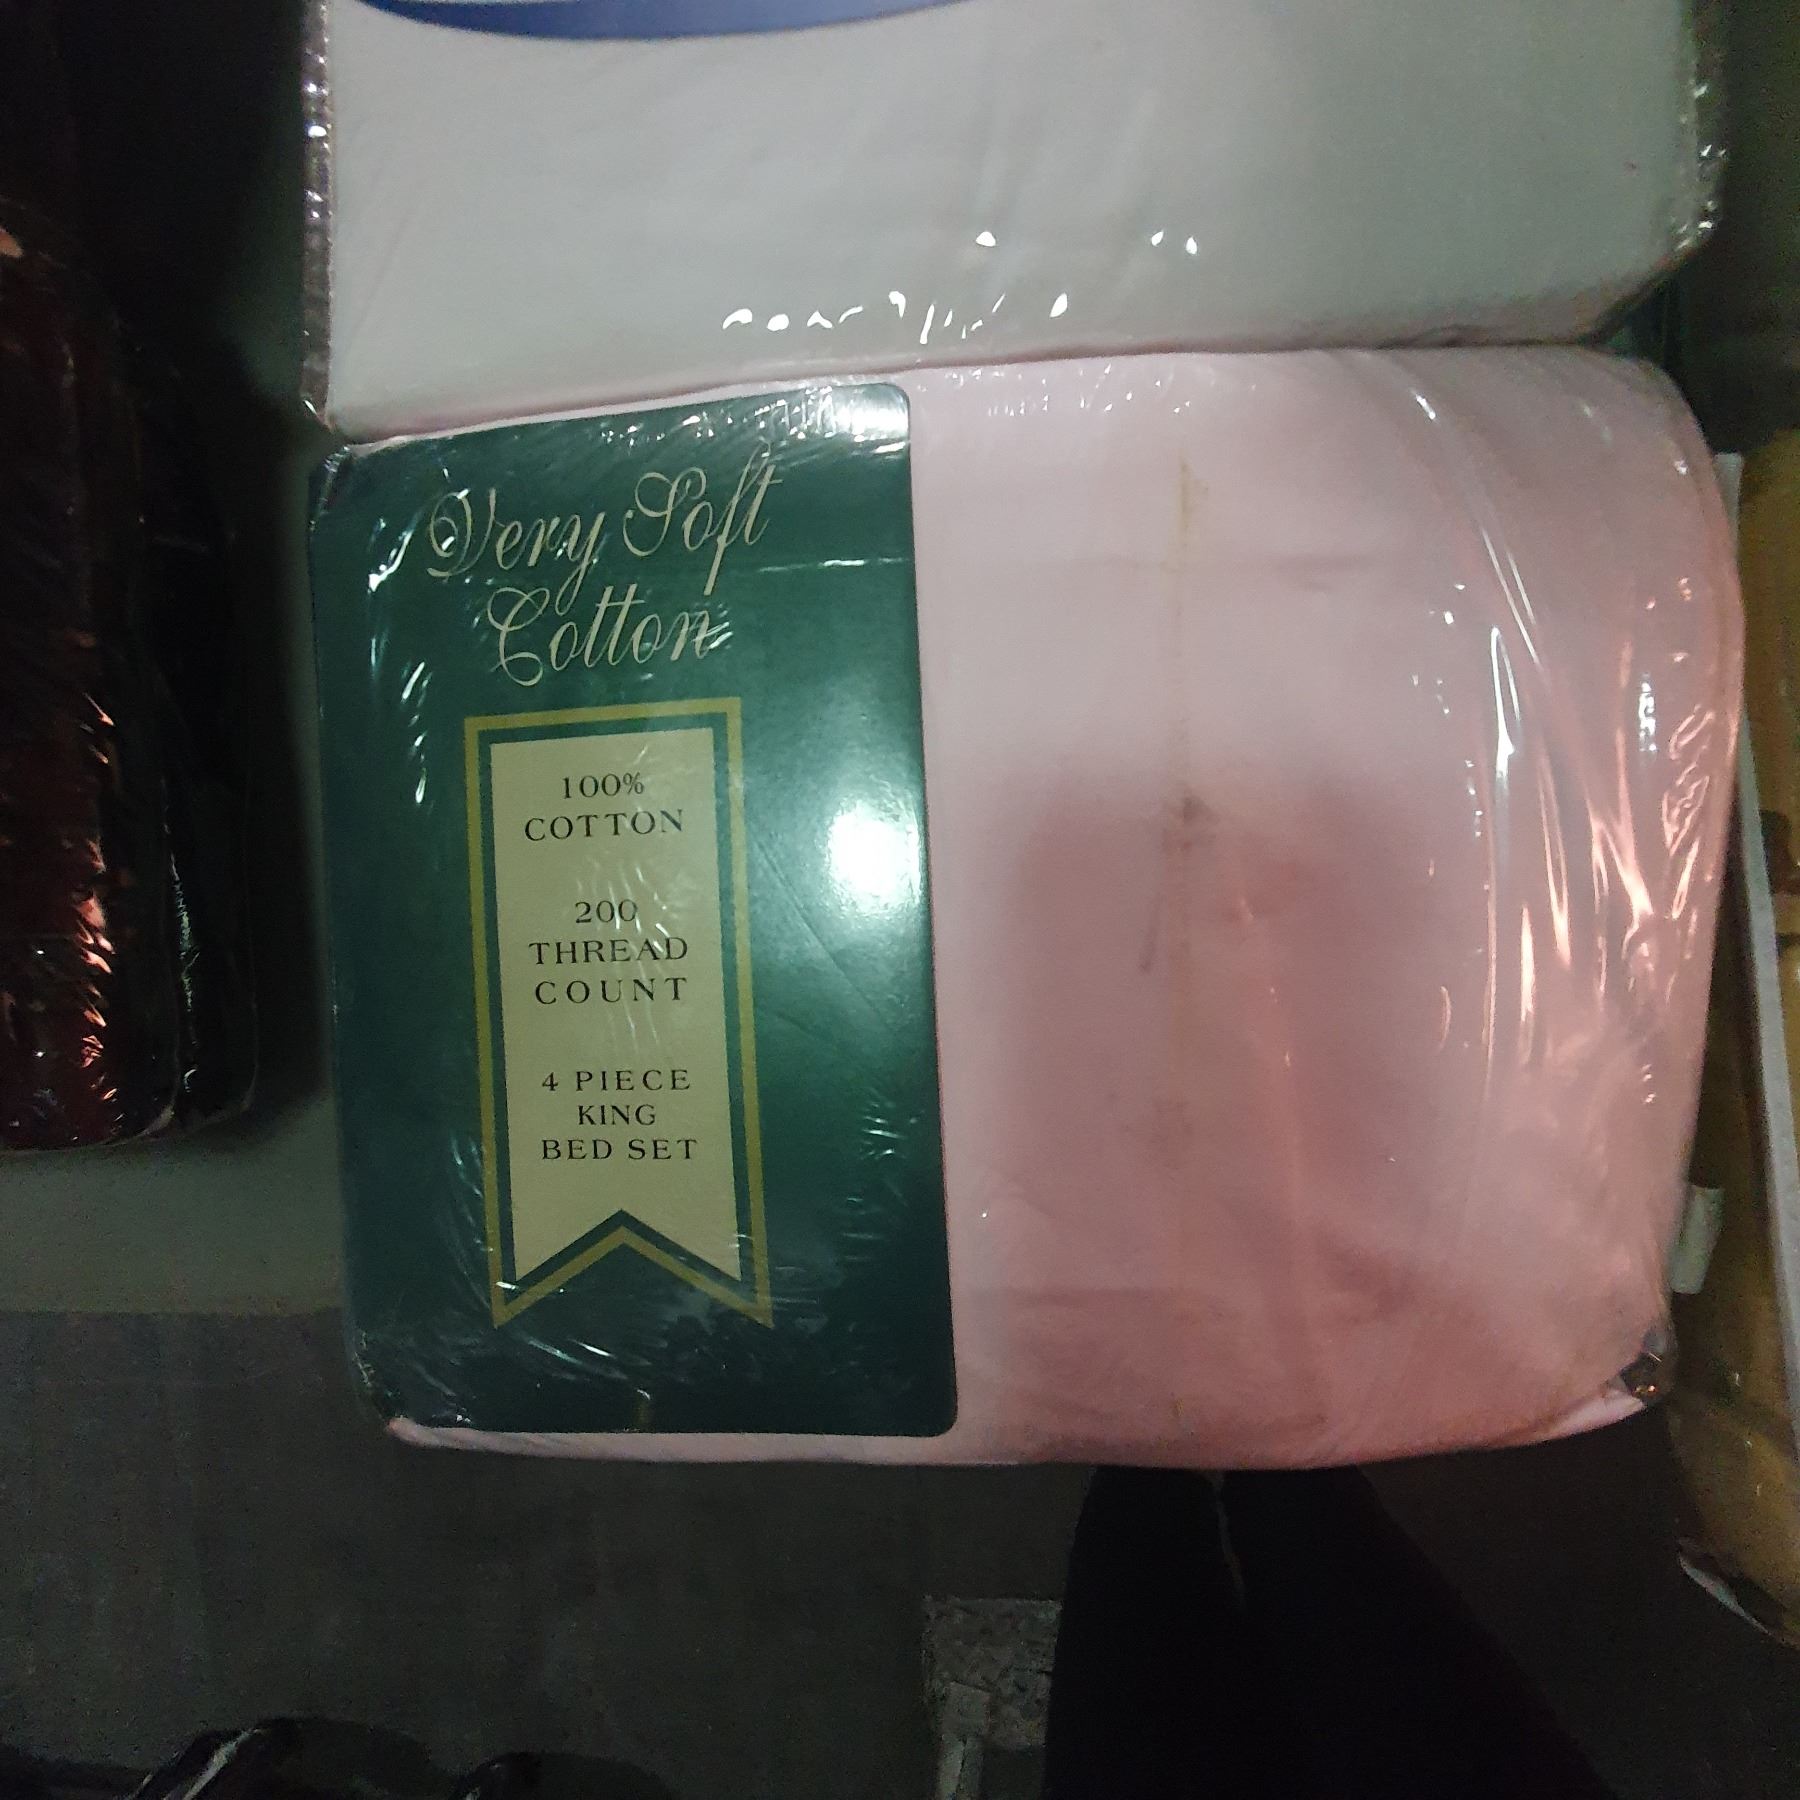 Very Soft
Cotton
100%
COTTON
200
THREAD
COUNT
4 PIECE
KING
BED SET